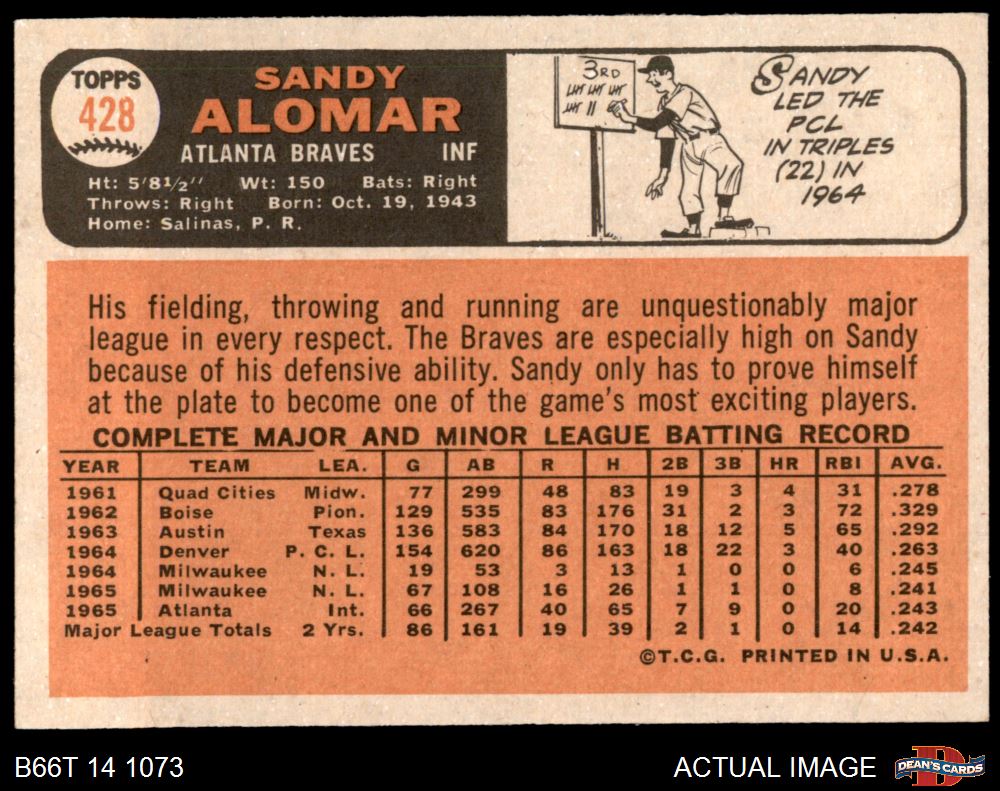 TOPPS
428
SANDY
ALOMAR
ATLANTA BRAVES INF
Ht: 5'8½" Wt: 150 Bats: Right
Throws: Right Born: Oct. 19, 1943
Home: Salinas, P. R.
3RD
SANDY
LED THE
PCL
IN TRIPLES
(22) IN
1964
His fielding, throwing and running are unquestionably major
league in every respect. The Braves are especially high on Sandy
because of his defensive ability. Sandy only has to prove himself
at the plate to become one of the game's most exciting players.
COMPLETE MAJOR AND MINOR LEAGUE BATTING RECORD
YEAR TEAM LEA. G AB R H 2B 3B HR RBI AVG.
1961 Quad Cities Midw. 77 299 48 83 19 3 4 31 .278
1962 Boise Pion. 129 535 83 176 31 2 3 72 .329
1963 Austin Texas 136 583 84 170 18 12 5 65 .292
1964 Denver P. C. L. 154 620 86 163 18 22 3 40 .263
1964 Milwaukee N. L. 19 53 3 13 1 0 0 6 .245
1965 Milwaukee N. L. 67 108 16 26 1 1 0 8 .241
1965 Atlanta Int. 66 267 40 65 7 9 0 20 .243
Major League Totals 2 Yrs. 86 161 19 39 2 1 0 14 .242
©T.C.G. PRINTED IN U.S.A.
B66T 14 1073 ACTUAL IMAGE DEAN'S CARDS